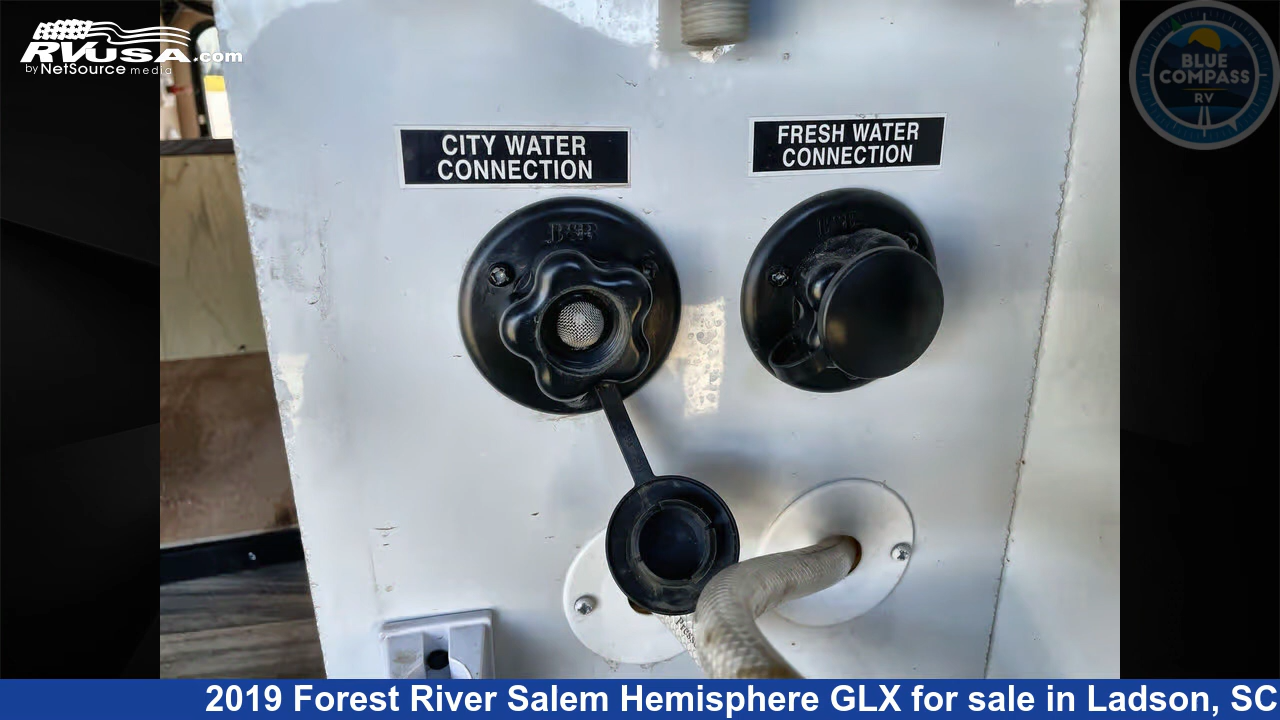 RVUSA.com
by NetSource media
BLUE
COMPASS
RV
CITY WATER
CONNECTION
FRESH WATER
CONNECTION
B&B
2019 Forest River Salem Hemisphere GLX for sale in Ladson, SC